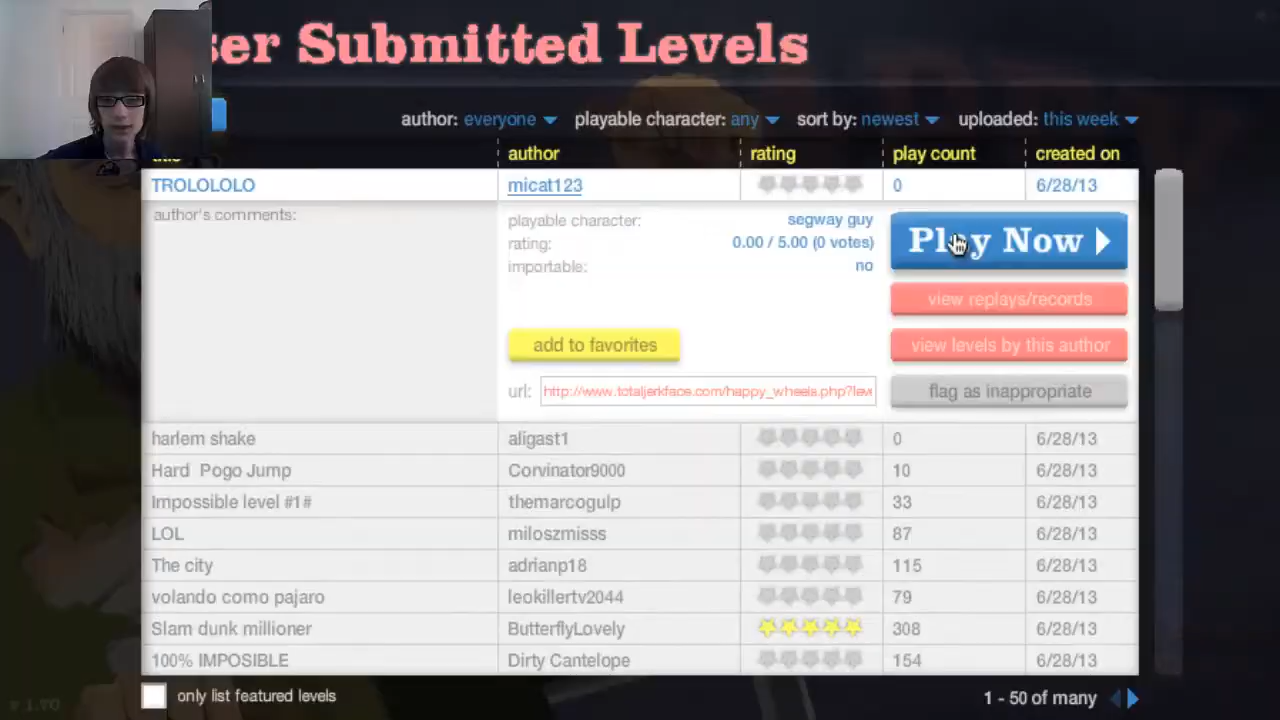 ser Submitted Levels
author: everyone playable character: any sort by: newest uploaded: this week
title author rating play count created on
TROLOLOLO micat123 0 6/28/13
author's comments:
playable character: segway guy
rating: 0.00 / 5.00 (0 votes)
importable: no
Play Now
view replays/records
add to favorites
view levels by this author
url: http://www.totaljerkface.com/happy_wheels.php?leve
flag as inappropriate
harlem shake aligast1 0 6/28/13
Hard Pogo Jump Corvinator9000 10 6/28/13
Impossible level #1# themarcogulp 33 6/28/13
LOL miloszmisss 87 6/28/13
The city adrianp18 115 6/28/13
volando como pajaro leokillertv2044 79 6/28/13
Slam dunk millioner ButterflyLovely 308 6/28/13
100% IMPOSIBLE Dirty Cantelope 154 6/28/13
only list featured levels
1 - 50 of many
v 1.70